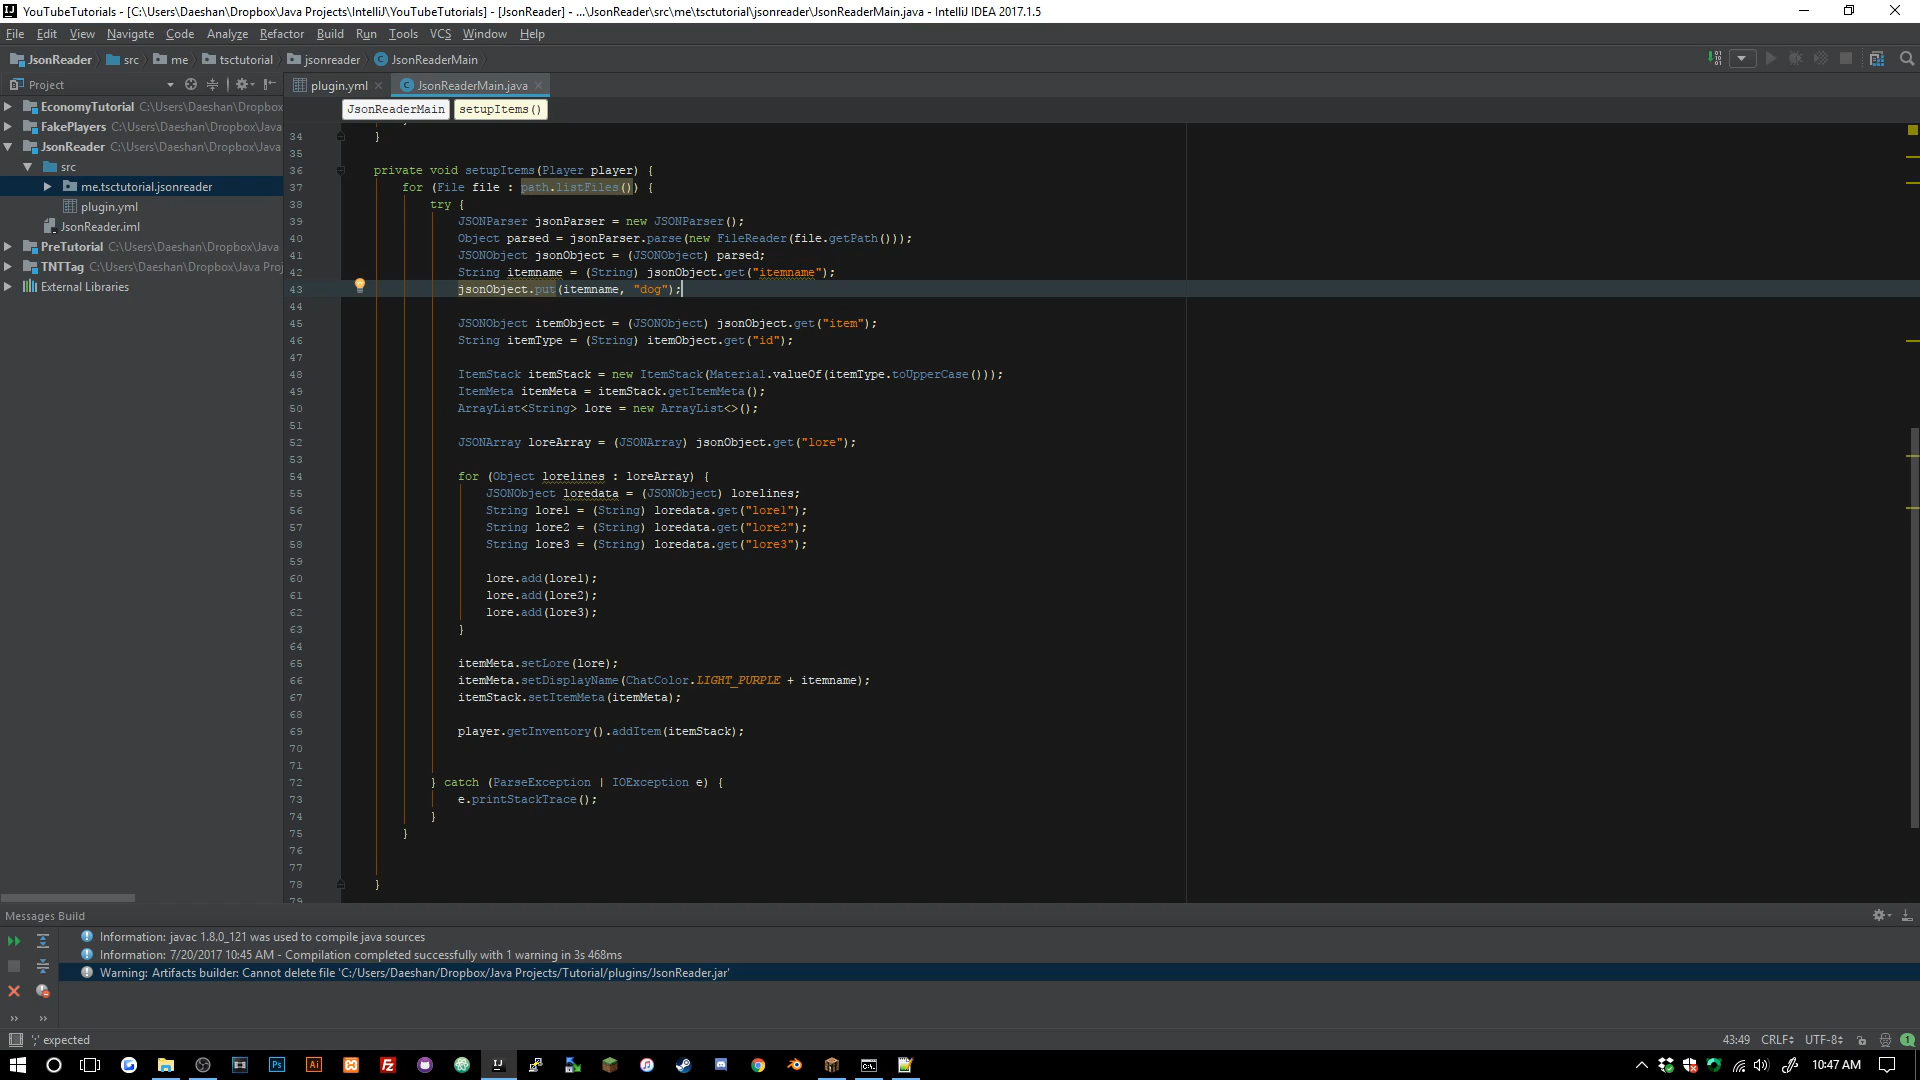 YouTubeTutorials - [C:\Users\Daeshan\Dropbox\Java Projects\IntelliJ\YouTubeTutorials] - [JsonReader] - ...\JsonReader\src\me\tsctutorial\jsonreader\JsonReaderMain.java - IntelliJ IDEA 2017.1.5
File Edit View Navigate Code Analyze Refactor Build Run Tools VCS Window Help
JsonReader src me tsctutorial jsonreader JsonReaderMain
Project plugin.yml JsonReaderMain.java
JsonReaderMain setupItems()
EconomyTutorial C:\Users\Daeshan\Dropbox
FakePlayers C:\Users\Daeshan\Dropbox\Java
JsonReader C:\Users\Daeshan\Dropbox\Java
src
me.tsctutorial.jsonreader
plugin.yml
JsonReader.iml
PreTutorial C:\Users\Daeshan\Dropbox\Java
TNTTag C:\Users\Daeshan\Dropbox\Java Proj
External Libraries
34 }
35
36 private void setupItems(Player player) {
37 for (File file : path.listFiles()) {
38 try {
39 JSONParser jsonParser = new JSONParser();
40 Object parsed = jsonParser.parse(new FileReader(file.getPath()));
41 JSONObject jsonObject = (JSONObject) parsed;
42 String itemname = (String) jsonObject.get("itemname");
43 jsonObject.put(itemname, "dog");
44
45 JSONObject itemObject = (JSONObject) jsonObject.get("item");
46 String itemType = (String) itemObject.get("id");
47
48 ItemStack itemStack = new ItemStack(Material.valueOf(itemType.toUpperCase()));
49 ItemMeta itemMeta = itemStack.getItemMeta();
50 ArrayList<String> lore = new ArrayList<>();
51
52 JSONArray loreArray = (JSONArray) jsonObject.get("lore");
53
54 for (Object lorelines : loreArray) {
55 JSONObject loredata = (JSONObject) lorelines;
56 String lore1 = (String) loredata.get("lore1");
57 String lore2 = (String) loredata.get("lore2");
58 String lore3 = (String) loredata.get("lore3");
59
60 lore.add(lore1);
61 lore.add(lore2);
62 lore.add(lore3);
63 }
64
65 itemMeta.setLore(lore);
66 itemMeta.setDisplayName(ChatColor.LIGHT_PURPLE + itemname);
67 itemStack.setItemMeta(itemMeta);
68
69 player.getInventory().addItem(itemStack);
70
71
72 } catch (ParseException | IOException e) {
73 e.printStackTrace();
74 }
75 }
76
77
78 }
79
Messages Build
Information: javac 1.8.0_121 was used to compile java sources
Information: 7/20/2017 10:45 AM - Compilation completed successfully with 1 warning in 3s 468ms
Warning: Artifacts builder: Cannot delete file 'C:/Users/Daeshan/Dropbox/Java Projects/Tutorial/plugins/JsonReader.jar'
';' expected 43:49 CRLF UTF-8 1
Ps Ai Fz 10:47 AM